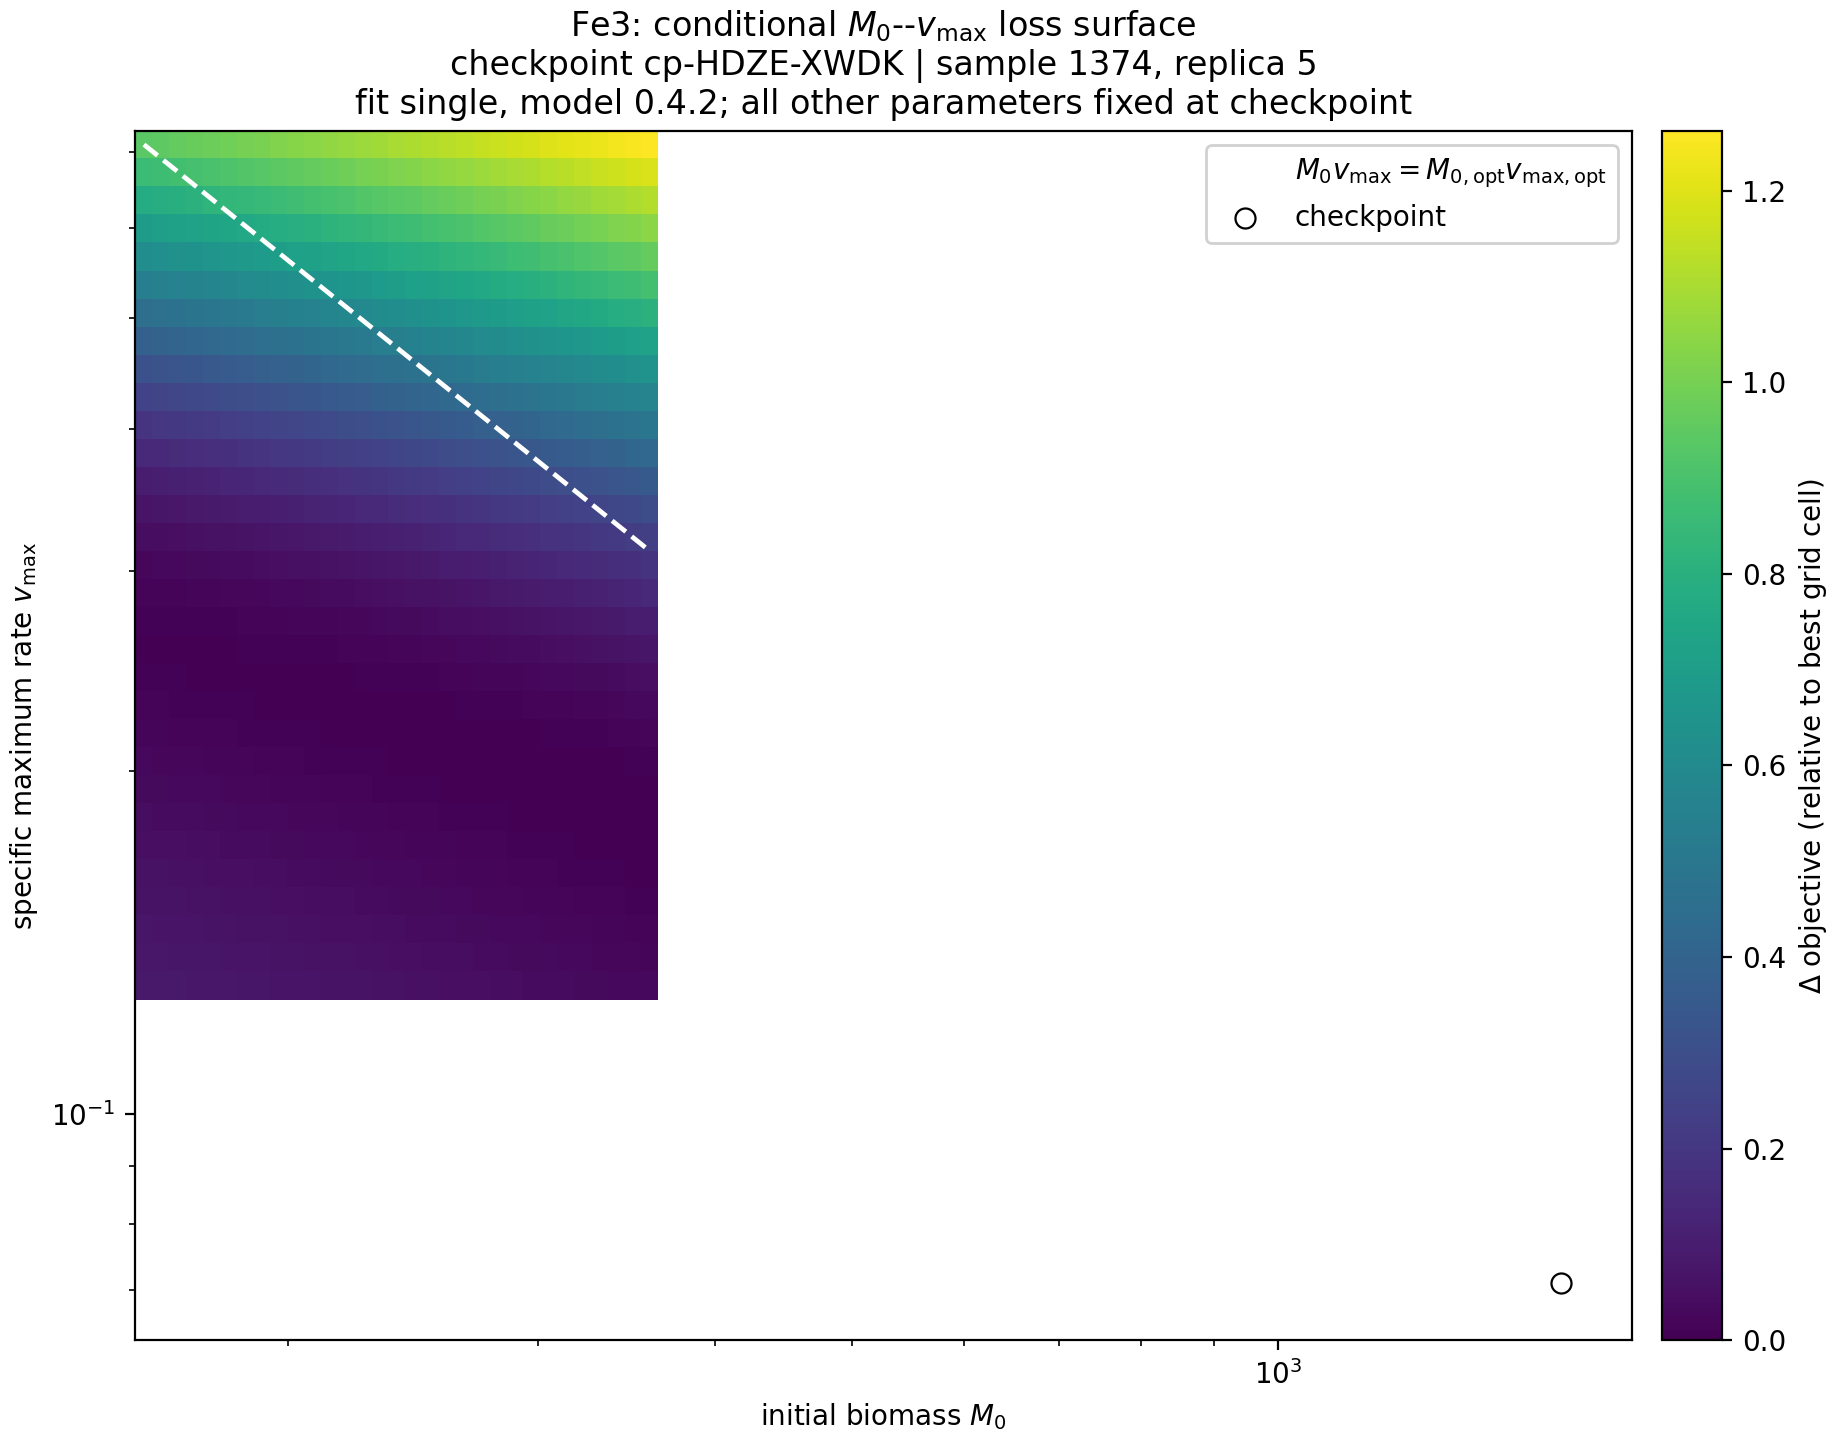 Fe3: conditional M₀--vₘₐₓ loss surface
checkpoint cp-HDZE-XWDK | sample 1374, replica 5
fit single, model 0.4.2; all other parameters fixed at checkpoint
M₀vₘₐₓ = M₀,ₒₚₜvₘₐₓ,ₒₚₜ
checkpoint
specific maximum rate vₘₐₓ
10⁻¹
10³
initial biomass M₀
1.2
1.0
0.8
0.6
0.4
0.2
0.0
Δ objective (relative to best grid cell)